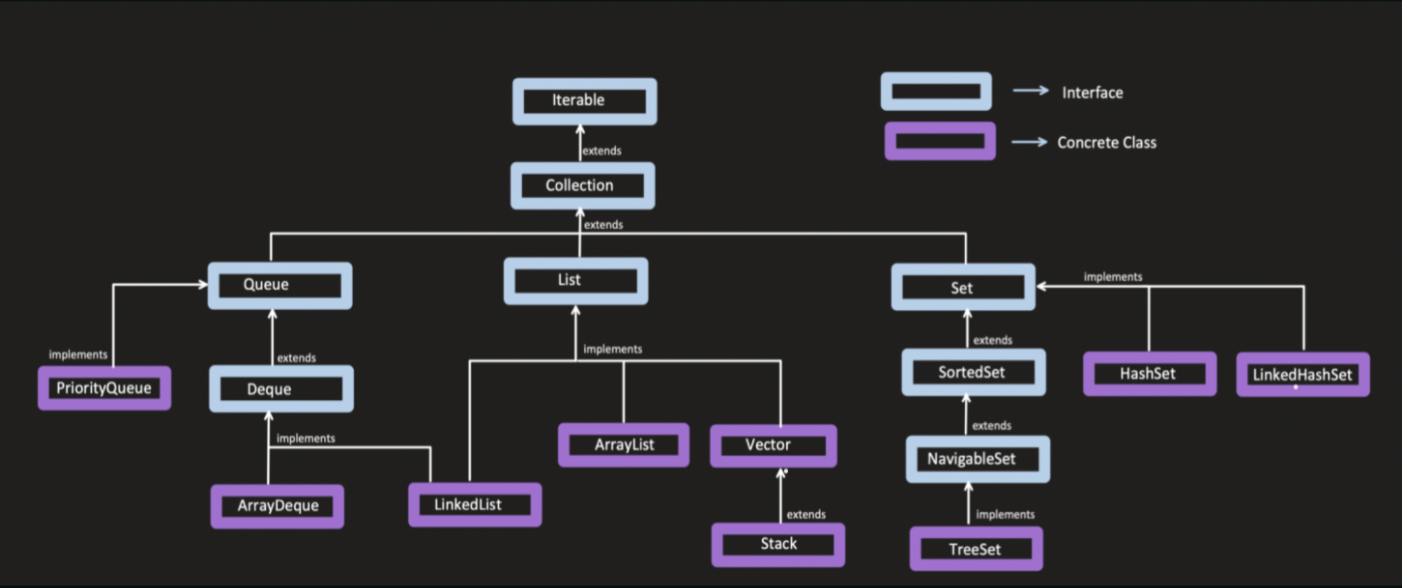 Iterable
Interface
extends
Concrete Class
Collection
extends
Queue
List
Set
implements
implements
extends
implements
extends
PriorityQueue
Deque
SortedSet
HashSet
LinkedHashSet
implements
extends
ArrayList
Vector
NavigableSet
ArrayDeque
LinkedList
extends
implements
Stack
TreeSet